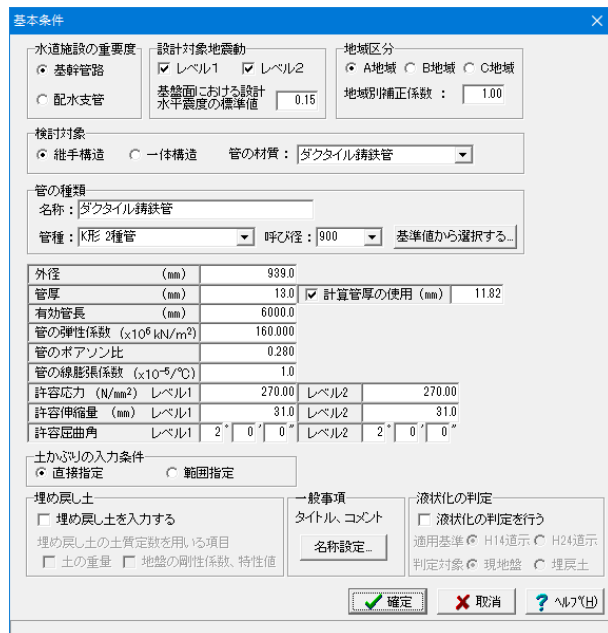 基本条件
水道施設の重要度
基幹管路
配水支管
設計対象地震動
レベル1 レベル2
基盤面における設計
水平震度の標準値 0.15
地域区分
A地域 B地域 C地域
地域別補正係数 : 1.00
検討対象
継手構造 一体構造 管の材質 : ダクタイル鋳鉄管
管の種類
名称 : ダクタイル鋳鉄管
管種 : K形 2種管 呼び径 : 900 基準値から選択する...
外径 (mm) 939.0
管厚 (mm) 13.0 計算管厚の使用 (mm) 11.82
有効管長 (mm) 6000.0
管の弾性係数 (×10⁶ kN/m²) 160.000
管のポアソン比 0.280
管の線膨張係数 (×10⁻⁵/℃) 1.0
許容応力 (N/mm²) レベル1 270.00 レベル2 270.00
許容伸縮量 (mm) レベル1 31.0 レベル2 31.0
許容屈曲角 レベル1 2 ° 0 ′ 0 ″ レベル2 2 ° 0 ′ 0 ″
土かぶりの入力条件
直接指定 範囲指定
埋め戻し土
埋め戻し土を入力する
埋め戻し土の土質定数を用いる項目
土の重量 地盤の剛性係数、特性値
一般事項
タイトル、コメント
名称設定...
液状化の判定
液状化の判定を行う
適用基準 H14道示 H24道示
判定対象 現地盤 埋戻土
確定 取消 ヘルプ(H)